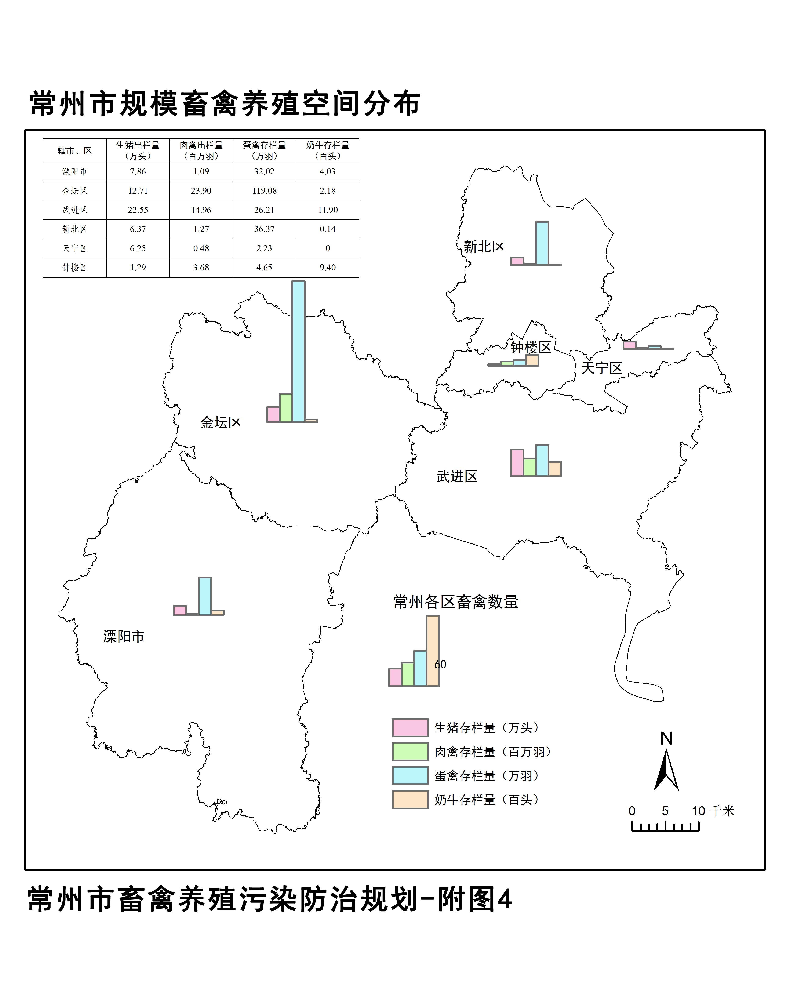 常州市规模畜禽养殖空间分布
辖市、区 生猪出栏量（万头） 肉禽出栏量（百万羽） 蛋禽存栏量（万羽） 奶牛存栏量（百头）
溧阳市 7.86 1.09 32.02 4.03
金坛区 12.71 23.90 119.08 2.18
武进区 22.55 14.96 26.21 11.90
新北区 6.37 1.27 36.37 0.14
天宁区 6.25 0.48 2.23 0
钟楼区 1.29 3.68 4.65 9.40
新北区
钟楼区
天宁区
金坛区
武进区
溧阳市
常州各区畜禽数量
60
生猪存栏量（万头）
肉禽存栏量（百万羽）
蛋禽存栏量（万羽）
奶牛存栏量（百头）
N
0 5 10 千米
常州市畜禽养殖污染防治规划-附图4